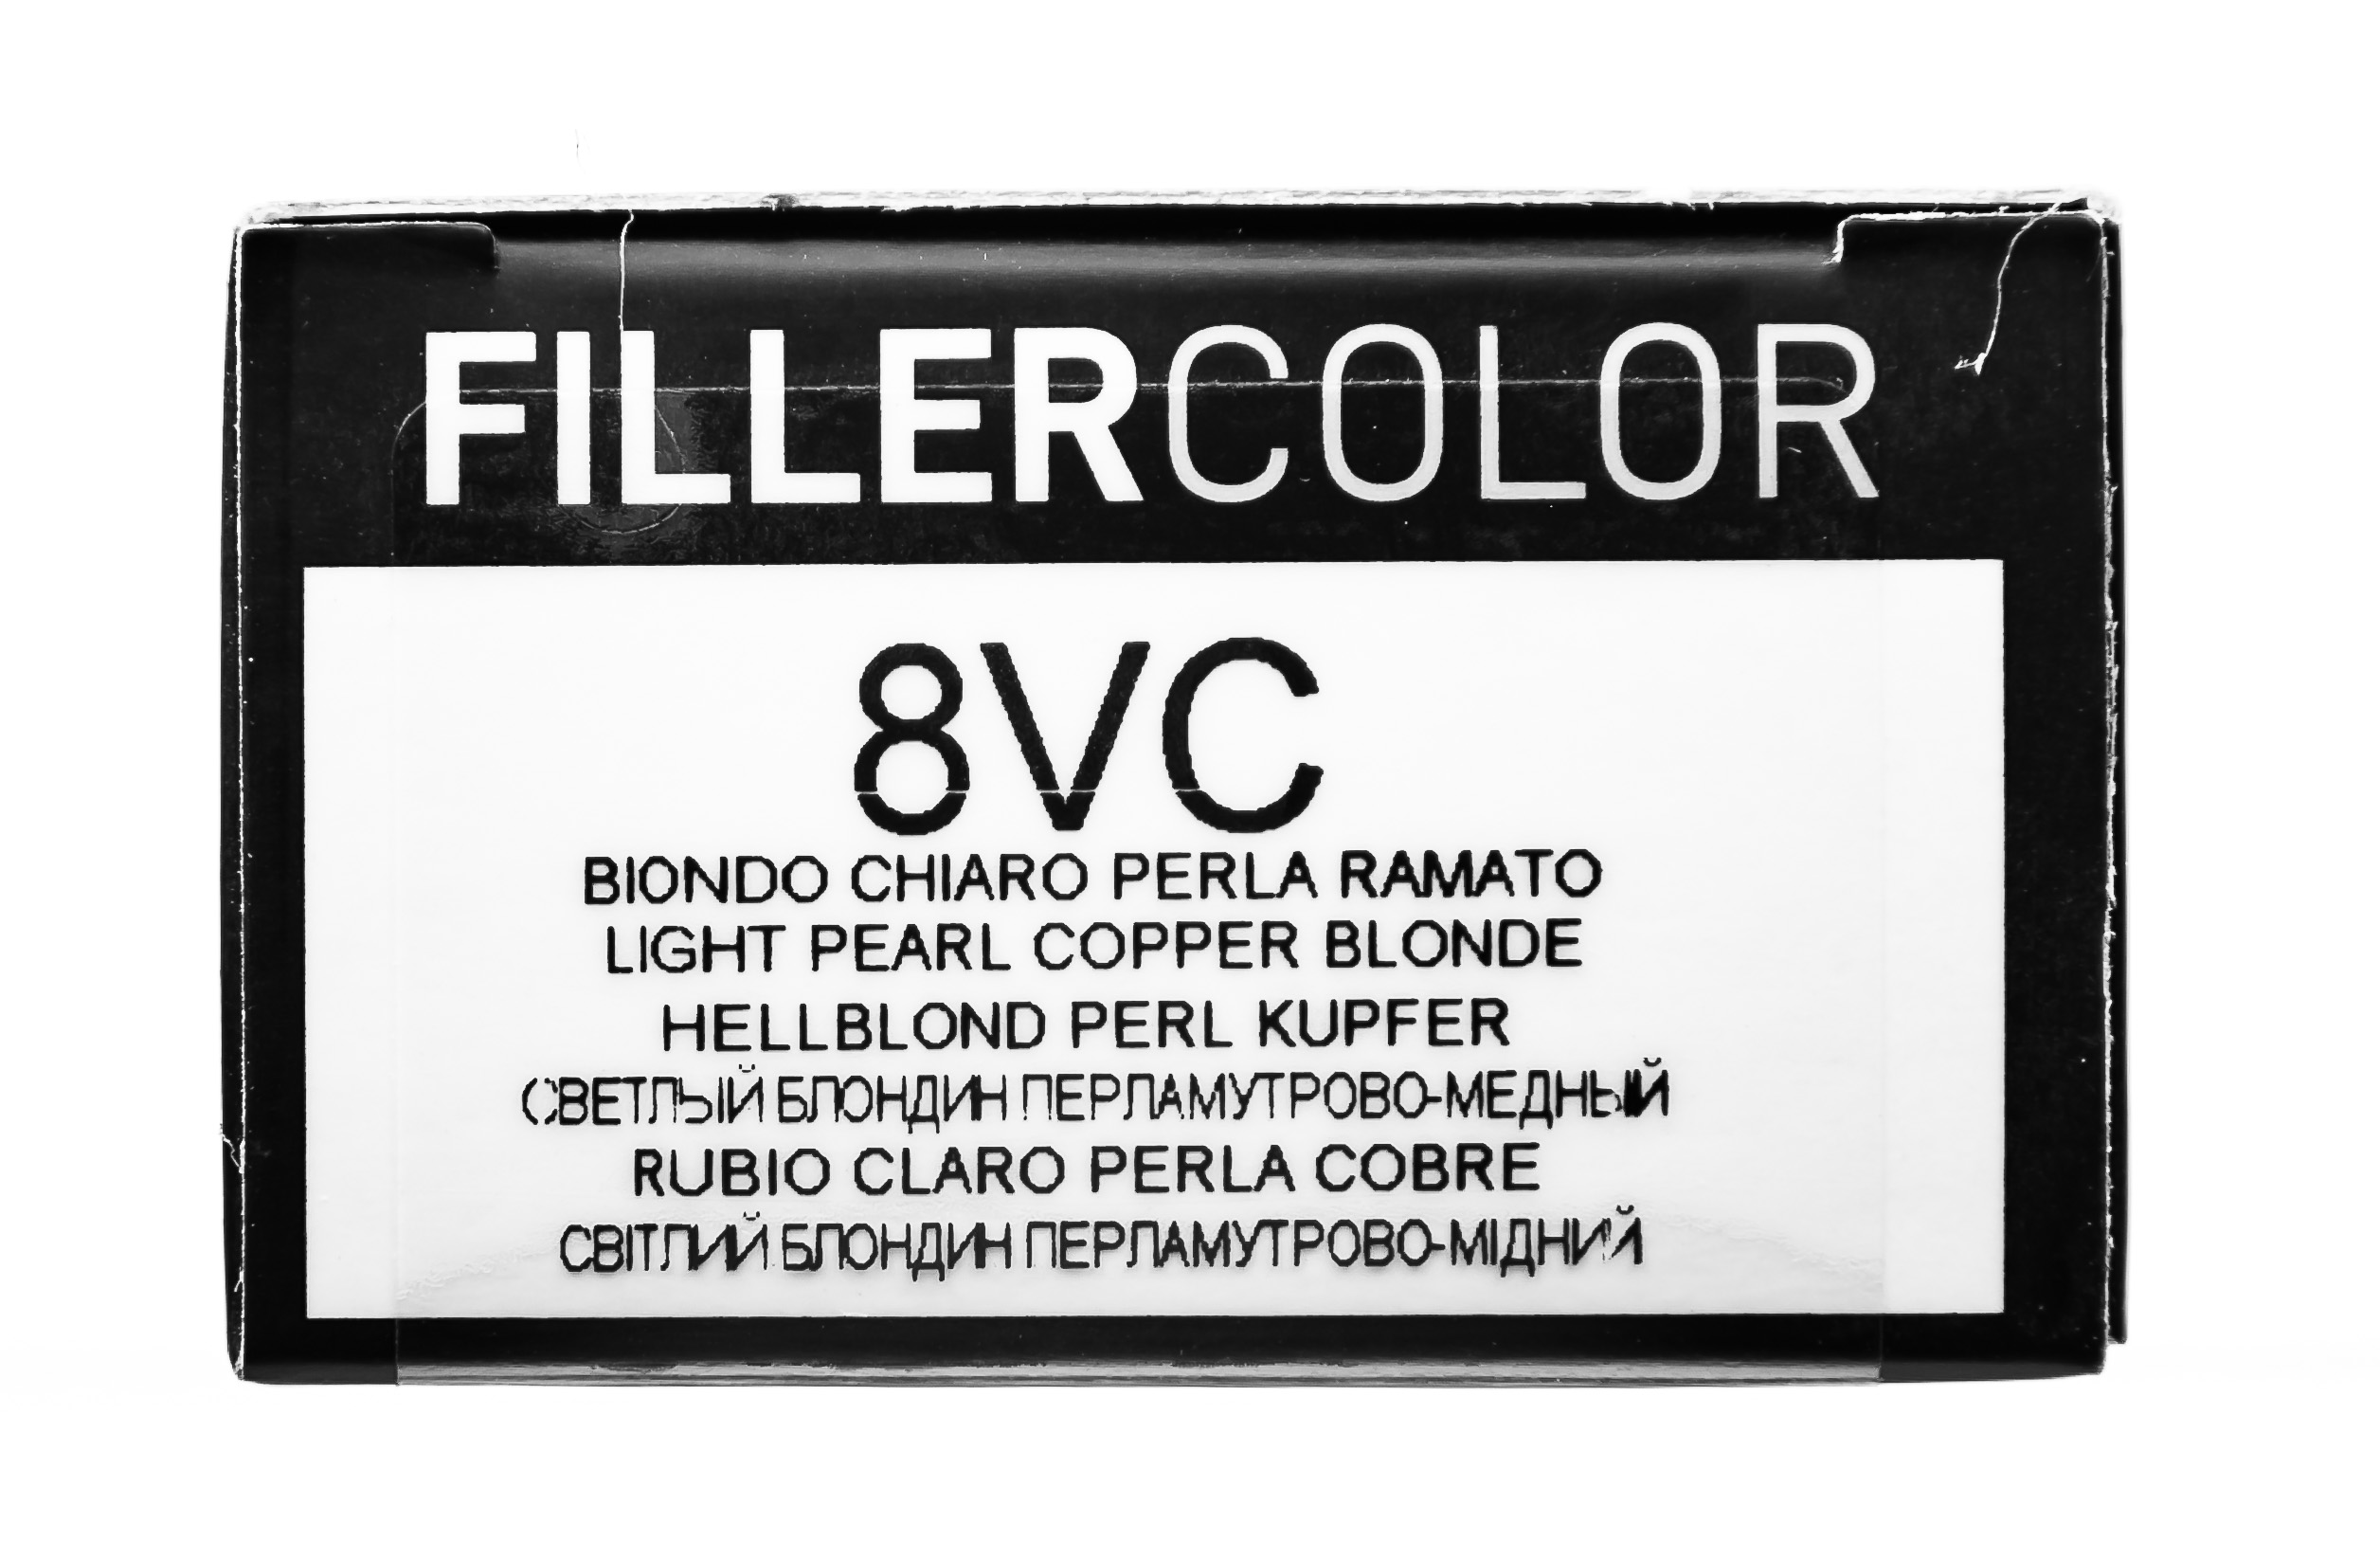 FILLERCOLOR
8VC
BIONDO CHIARO PERLA RAMATO
LIGHT PEARL COPPER BLONDE
HELLBLOND PERL KUPFER
СВЕТЛЫЙ БЛОНДИН ПЕРЛАМУТРОВО-МЕДНЫЙ
RUBIO CLARO PERLA COBRE
СВІТЛИЙ БЛОНДИН ПЕРЛАМУТРОВО-МІДНИЙ